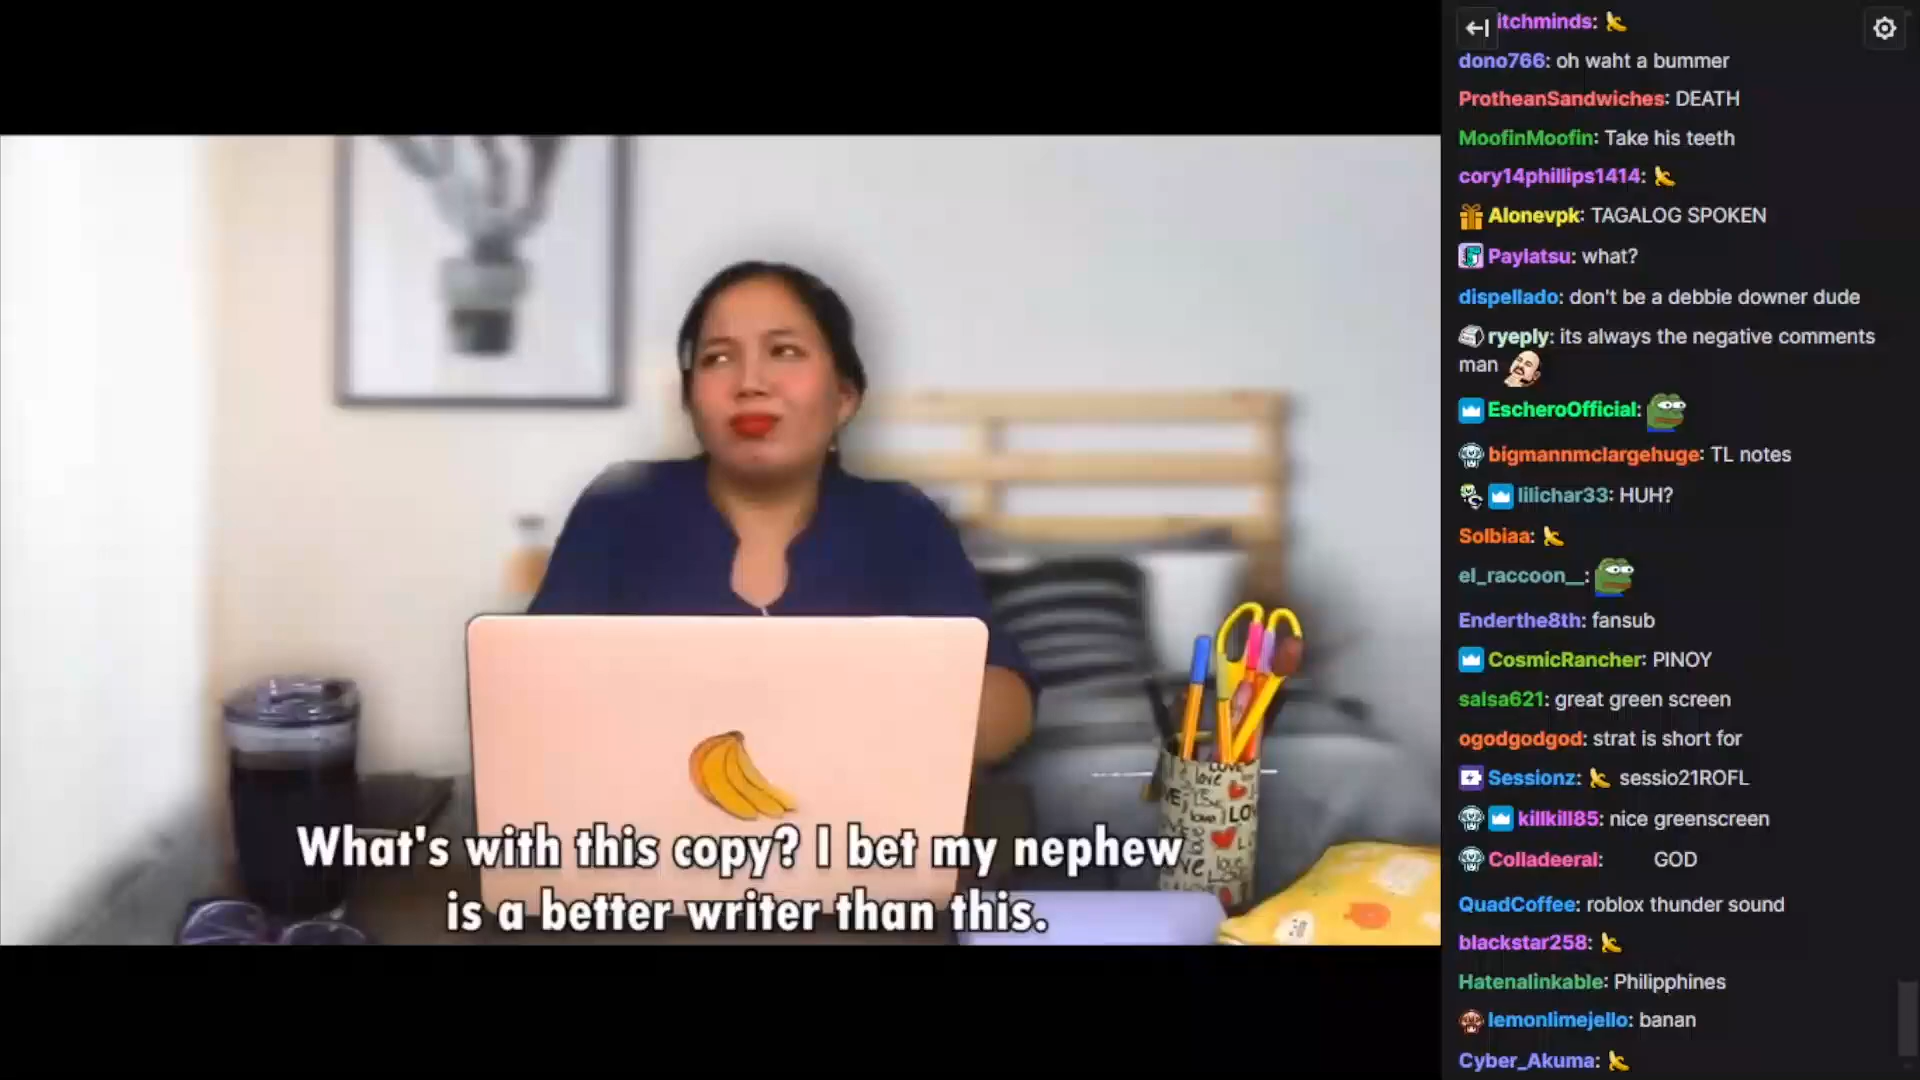 itchminds:
dono766: oh waht a bummer
ProtheanSandwiches: DEATH
MoofinMoofin: Take his teeth
cory14phillips1414:
Alonevpk: TAGALOG SPOKEN
Paylatsu: what?
dispellado: don't be a debbie downer dude
ryeply: its always the negative comments
man
EscheroOfficial:
bigmannmclargehuge: TL notes
lilichar33: HUH?
Solbiaa:
el_raccoon__:
Enderthe8th: fansub
CosmicRancher: PINOY
salsa621: great green screen
ogodgodgod: strat is short for
Sessionz: sessio21ROFL
killkill85: nice greenscreen
Colladeeral: GOD
QuadCoffee: roblox thunder sound
blackstar258:
Hatenalinkable: Philipphines
lemonlimejello: banan
Cyber_Akuma:
What's with this copy? I bet my nephew
is a better writer than this.
love
LOVE